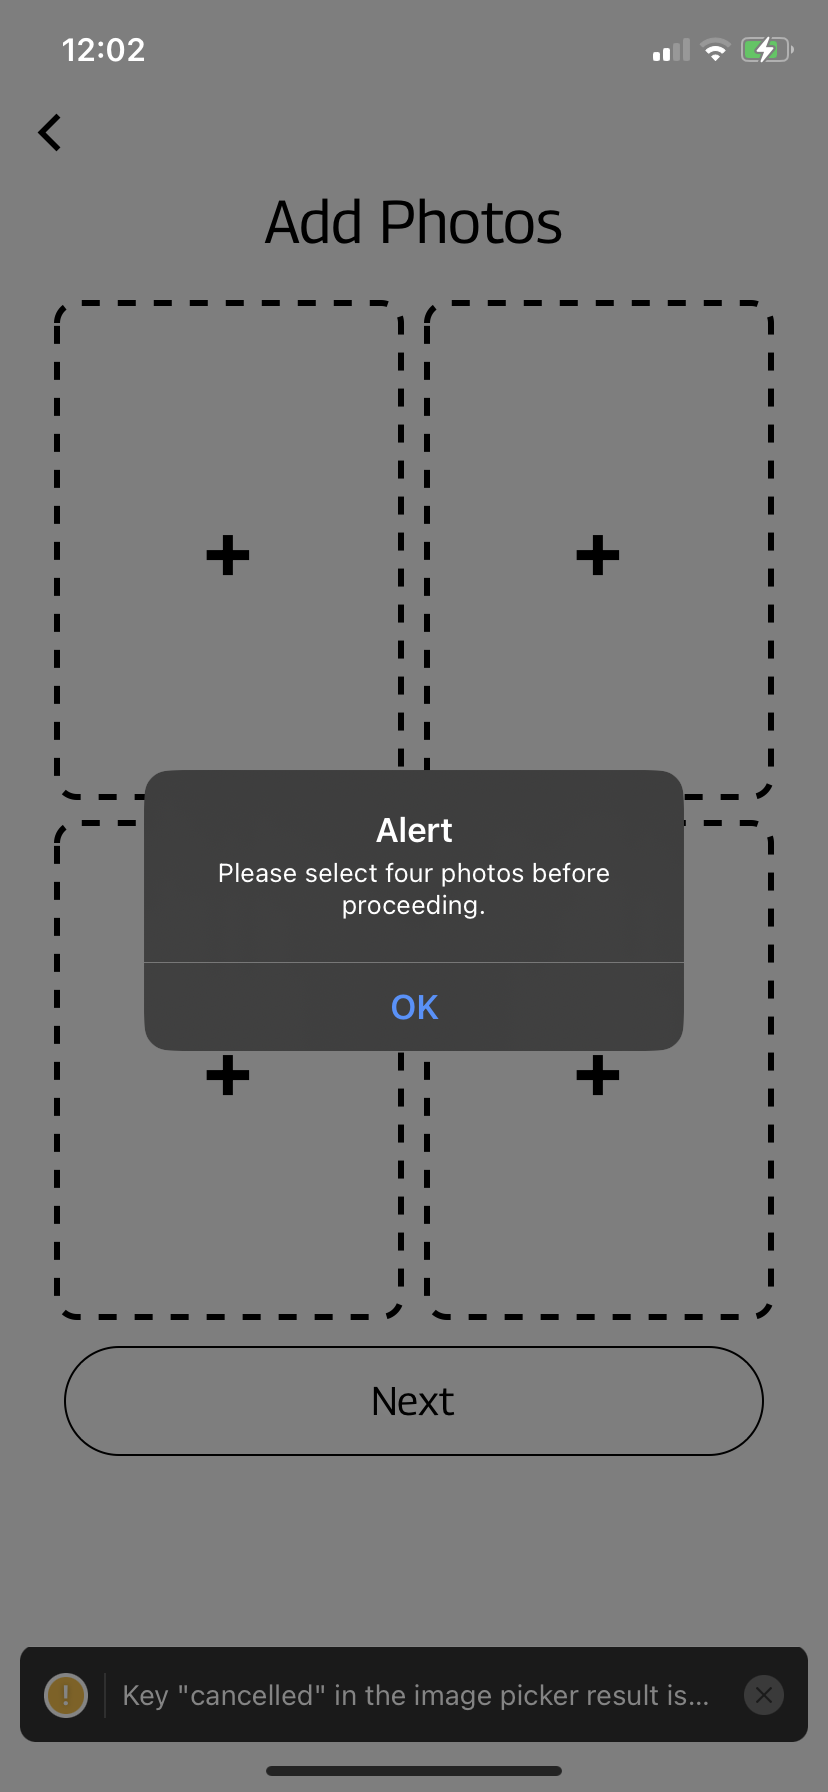 12:02
Add Photos
Alert
Please select four photos before
proceeding.
OK
Next
Key "cancelled" in the image picker result is...